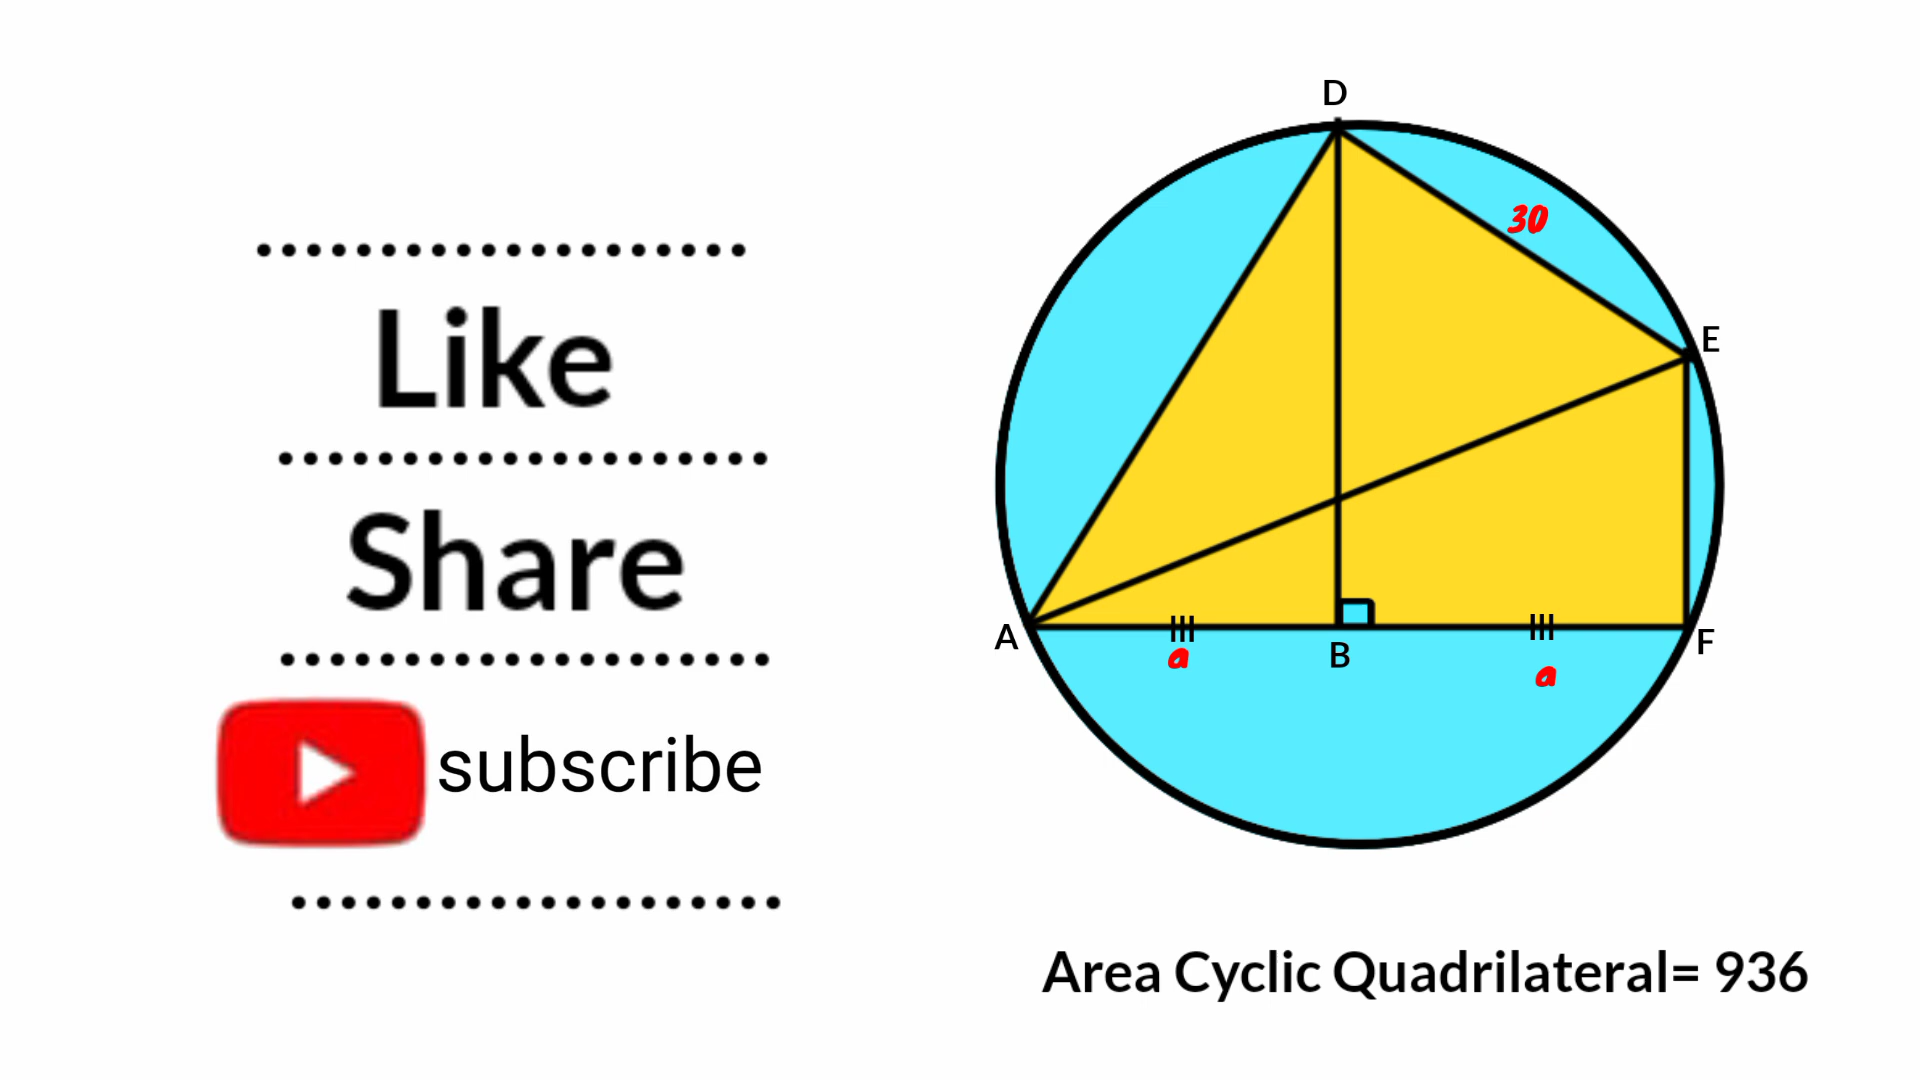 Like
Share
subscribe
D
30
E
A
B
F
a
a
Area Cyclic Quadrilateral= 936